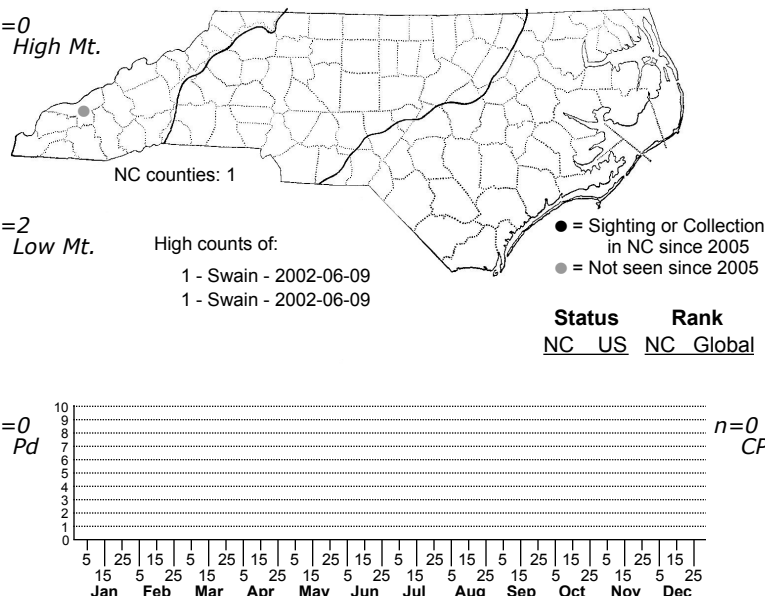 =0
High Mt.
NC counties: 1
=2
Low Mt.
High counts of:
1 - Swain - 2002-06-09
1 - Swain - 2002-06-09
● = Sighting or Collection
in NC since 2005
● = Not seen since 2005
Status Rank
NC US NC Global
=0
Pd
10
9
8
7
6
5
4
3
2
1
0
n=0
CP
5 25 15 5 25 15 5 25 15 5 25 15 5 25 15 5 25 15
15 5 25 15 5 25 15 5 25 15 5 25 15 5 25 15 5 25
Jan Feb Mar Apr May Jun Jul Aug Sep Oct Nov Dec